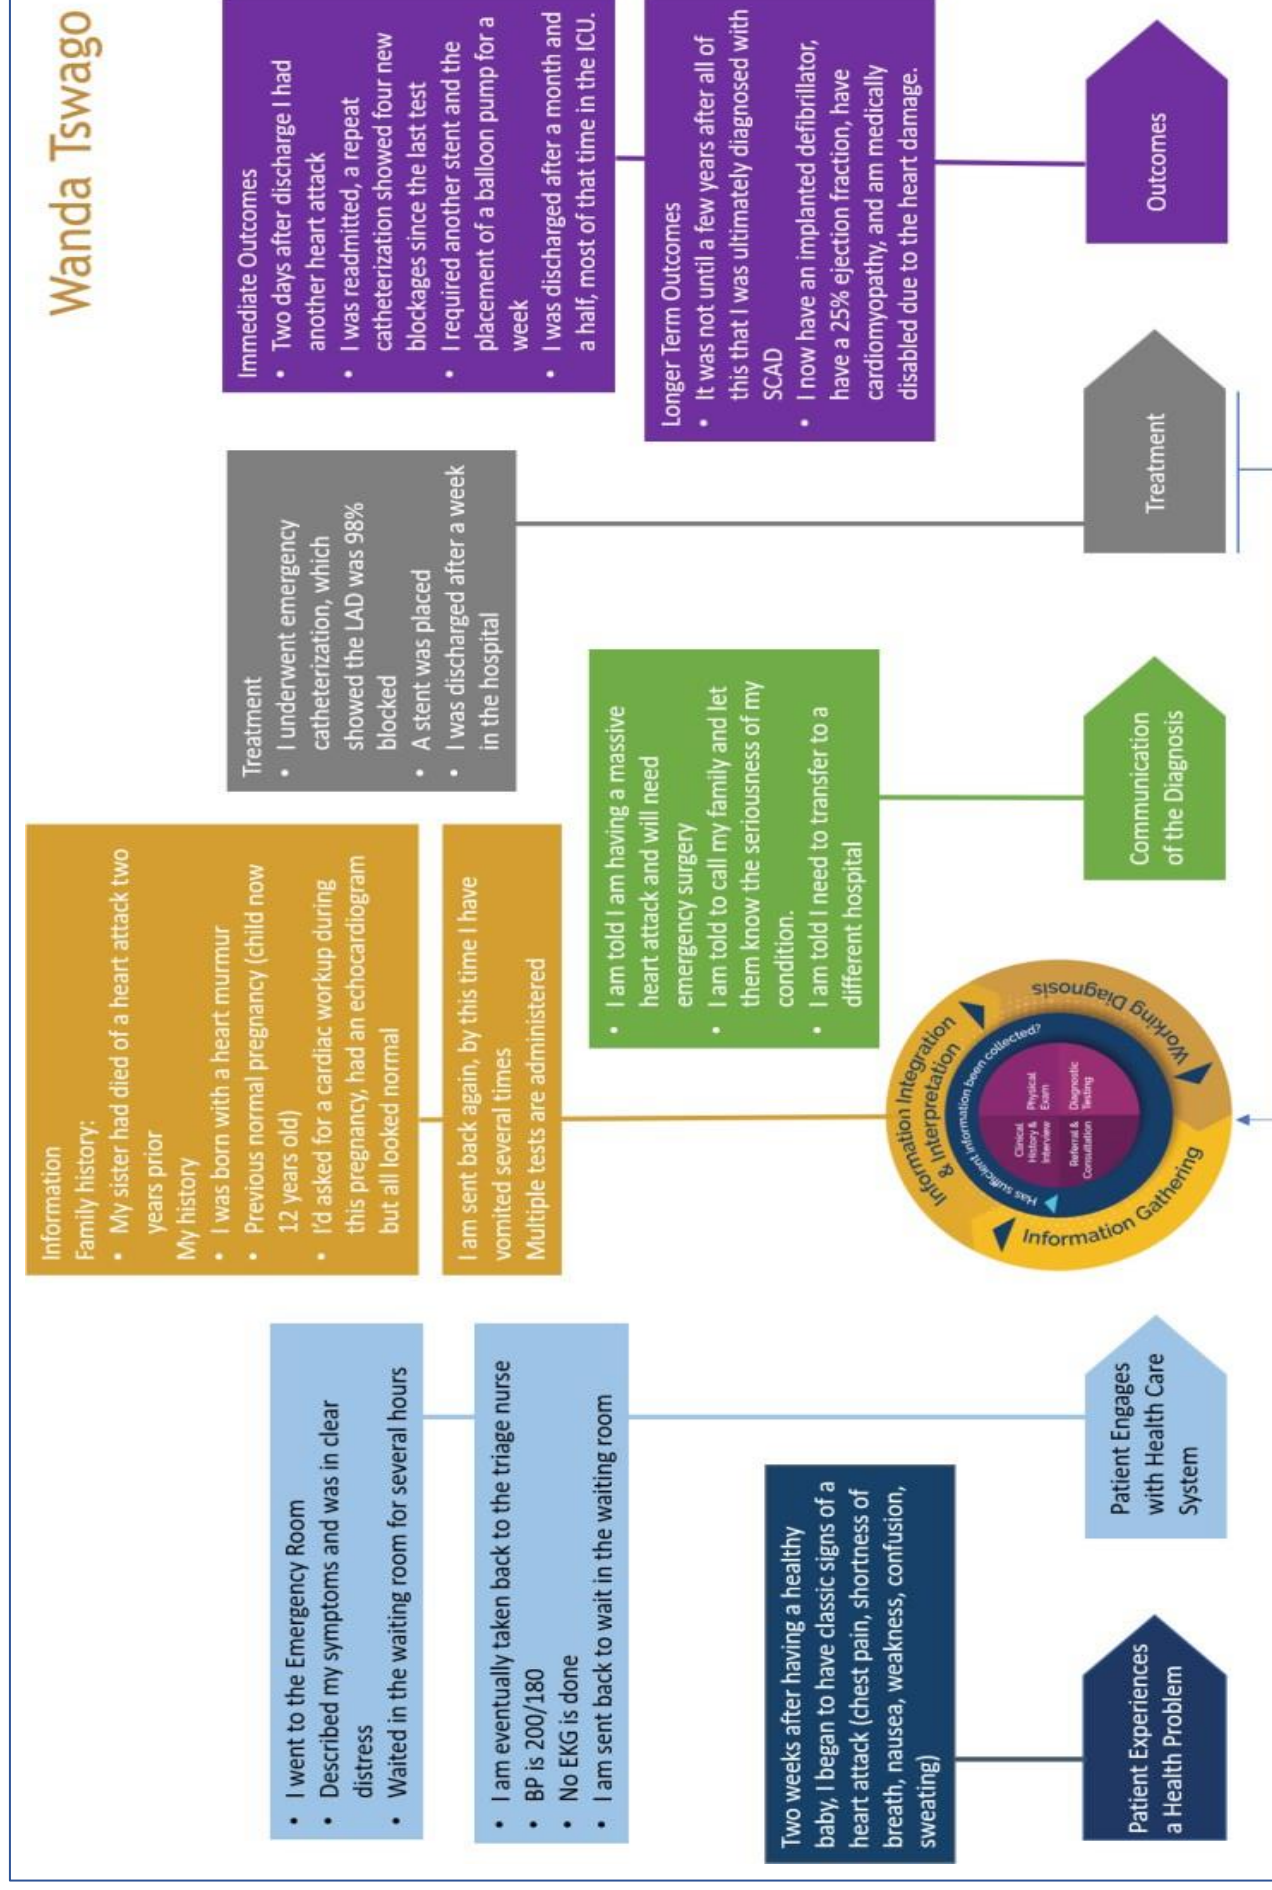 Wanda Tswago
• I went to the Emergency Room
• Described my symptoms and was in clear
distress
• Waited in the waiting room for several hours
• I am eventually taken back to the triage nurse
• BP is 200/180
• No EKG is done
• I am sent back to wait in the waiting room
Two weeks after having a healthy
baby, I began to have classic signs of a
heart attack (chest pain, shortness of
breath, nausea, weakness, confusion,
sweating)
Information
Family history:
• My sister had died of a heart attack two
years prior
My history
• I was born with a heart murmur
• Previous normal pregnancy (child now
12 years old)
• I'd asked for a cardiac workup during
this pregnancy, had an echocardiogram
but all looked normal
I am sent back again, by this time I have
vomited several times
Multiple tests are administered
• I am told I am having a massive
heart attack and will need
emergency surgery
• I am told to call my family and let
them know the seriousness of my
condition.
• I am told I need to transfer to a
different hospital
Treatment
• I underwent emergency
catheterization, which
showed the LAD was 98%
blocked
• A stent was placed
• I was discharged after a week
in the hospital
Immediate Outcomes
• Two days after discharge I had
another heart attack
• I was readmitted, a repeat
catheterization showed four new
blockages since the last test
• I required another stent and the
placement of a balloon pump for a
week
• I was discharged after a month and
a half, most of that time in the ICU.
Longer Term Outcomes
• It was not until a few years after all of
this that I was ultimately diagnosed with
SCAD
• I now have an implanted defibrillator,
have a 25% ejection fraction, have
cardiomyopathy, and am medically
disabled due to the heart damage.
Patient Experiences
a Health Problem
Patient Engages
with Health Care
System
Information Integration
& Interpretation
Working Diagnosis
Information Gathering
Has sufficient information been collected?
Clinical
History &
Interview
Physical
Exam
Referral &
Consultation
Diagnostic
Testing
Communication
of the Diagnosis
Treatment
Outcomes